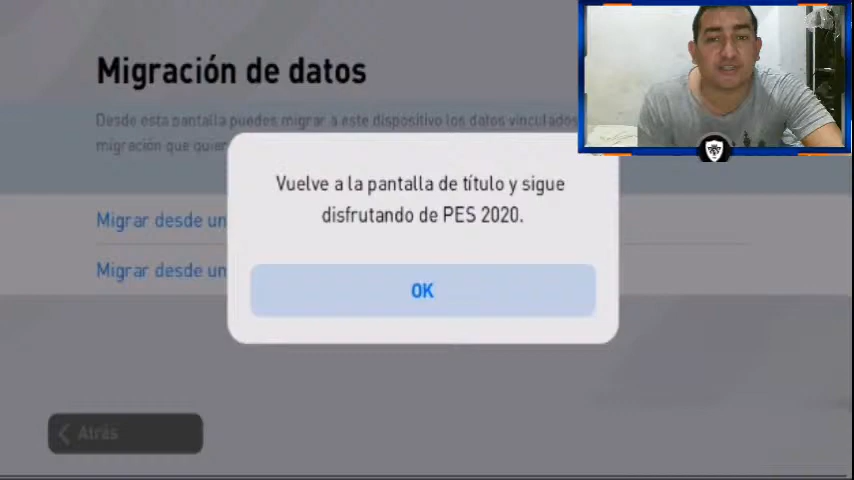 Migración de datos
Desde esta pantalla puedes migrar a este dispositivo los datos vinculados
migración que quier
Vuelve a la pantalla de título y sigue
disfrutando de PES 2020.
Migrar desde un
Migrar desde un
OK
Atrás